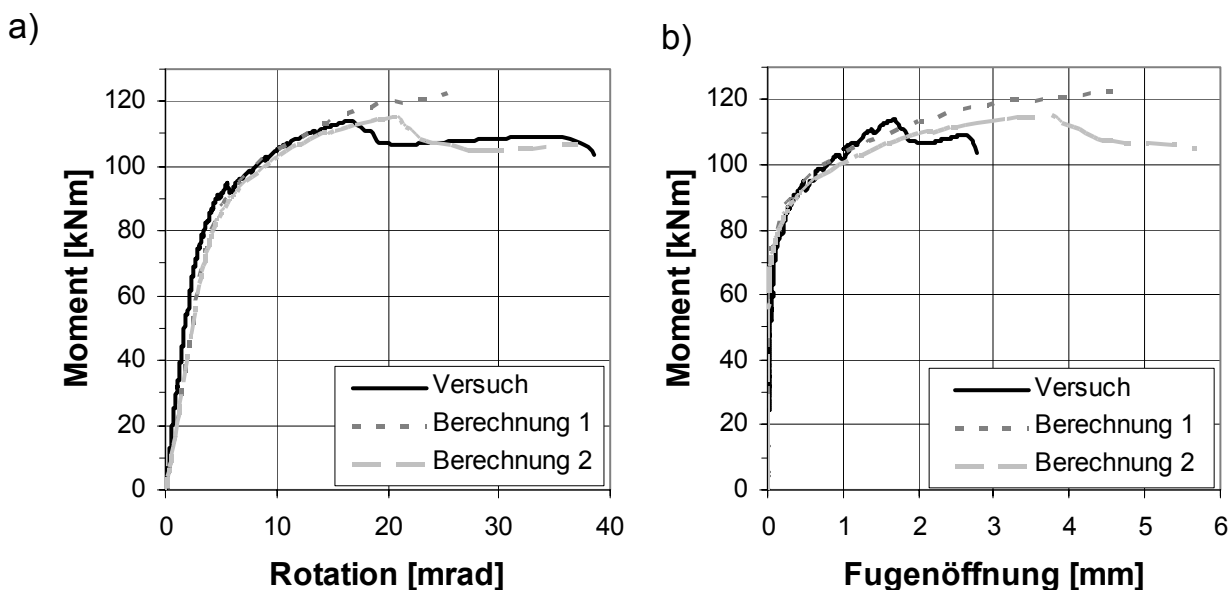 a)
Moment [kNm]
120
100
80
60
40
20
0
0 10 20 30 40
Rotation [mrad]
Versuch
Berechnung 1
Berechnung 2
b)
Moment [kNm]
120
100
80
60
40
20
0
0 1 2 3 4 5 6
Fugenöffnung [mm]
Versuch
Berechnung 1
Berechnung 2